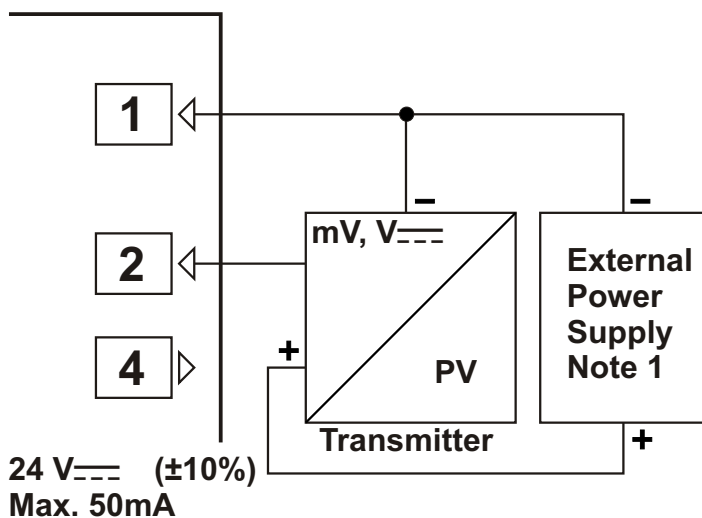 1
2
4
24 V⎓ (±10%)
Max. 50mA
−
mV, V⎓
+
PV
Transmitter
−
External
Power
Supply
Note 1
+